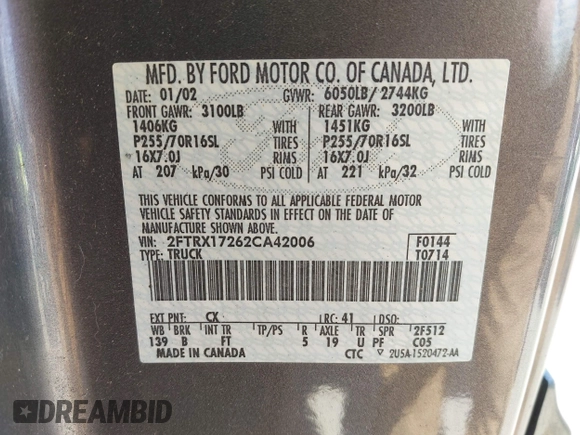 MFD. BY FORD MOTOR CO. OF CANADA, LTD.
DATE: 01/02 GVWR: 6050LB/ 2744KG
FRONT GAWR: 3100LB REAR GAWR: 3200LB
1406KG WITH 1451KG WITH
P255/70R16SL TIRES P255/70R16SL TIRES
16X7.0J RIMS 16X7.0J RIMS
AT 207 kPa/30 PSI COLD AT 221 kPa/32 PSI COLD
THIS VEHICLE CONFORMS TO ALL APPLICABLE FEDERAL MOTOR
VEHICLE SAFETY STANDARDS IN EFFECT ON THE DATE OF
MANUFACTURE SHOWN ABOVE.
VIN: 2FTRX17262CA42006 F0144
TYPE: TRUCK T0714
EXT PNT: CX RC: 41 DSO:
WB BRK INT TR TP/PS R AXLE TR SPR 2F512
139 B FT 5 19 U PF C05
MADE IN CANADA CTC 2U5A-1520472-AA
DREAMBID.COM